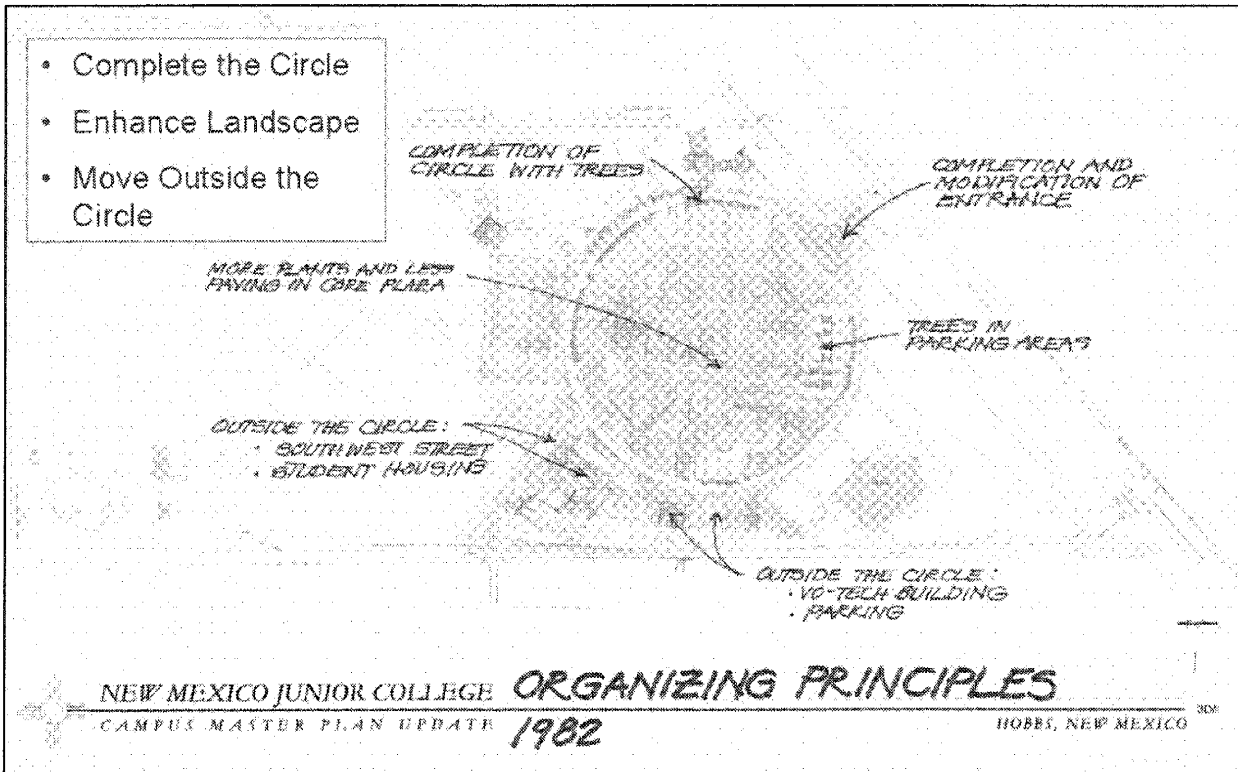 • Complete the Circle
• Enhance Landscape
• Move Outside the
Circle
COMPLETION OF
CIRCLE WITH TREES
COMPLETION AND
MODIFICATION OF
ENTRANCE
MORE PLANTS AND LESS
PAVING IN CORE PLAZA
TREES IN
PARKING AREAS
OUTSIDE THE CIRCLE:
• SOUTHWEST STREET
• STUDENT HOUSING
OUTSIDE THE CIRCLE:
• VO-TECH BUILDING
• PARKING
NEW MEXICO JUNIOR COLLEGE ORGANIZING PRINCIPLES
CAMPUS MASTER PLAN UPDATE 1982 HOBBS, NEW MEXICO